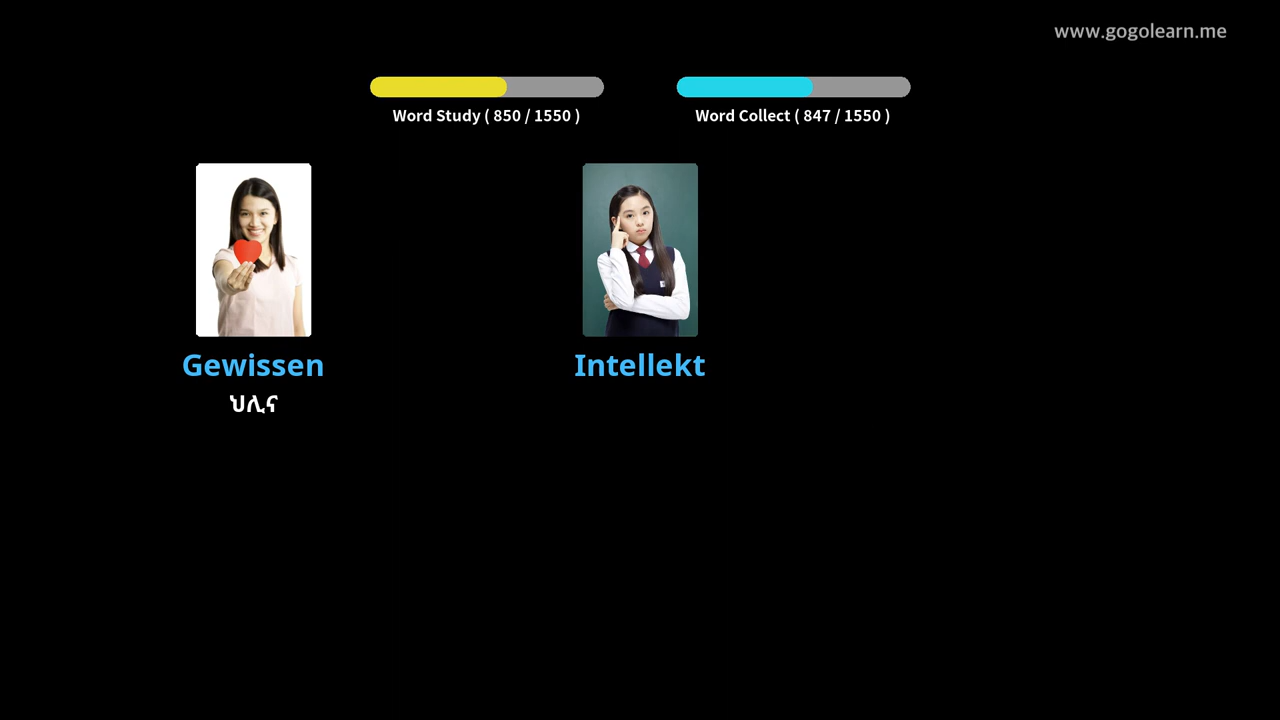 www.gogolearn.me
Word Study ( 850 / 1550 )
Word Collect ( 847 / 1550 )
Gewissen
ህሊና
Intellekt